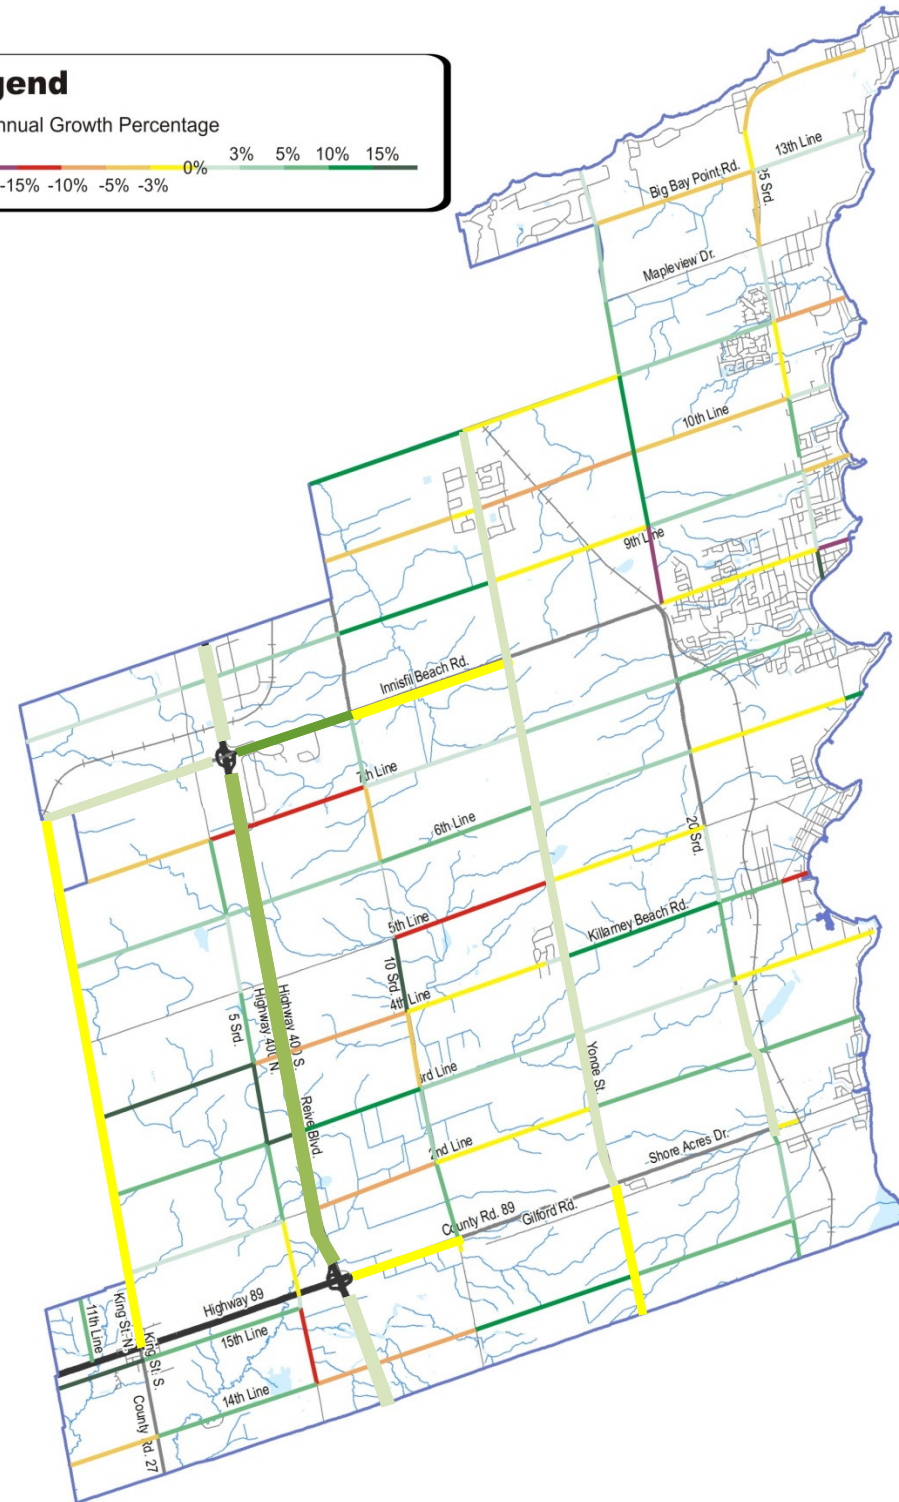 gend
nnual Growth Percentage
0% 3% 5% 10% 15%
-15% -10% -5% -3%
13th Line
Big Bay Point Rd.
25 Srd.
Mapleview Dr.
10th Line
9th Line
Innisfil Beach Rd.
7th Line
6th Line
20 Srd.
5th Line
Killarney Beach Rd.
10 Srd.
4th Line
Highway 400 S.
Highway 400 N.
5 Srd.
3rd Line
Yonge St.
Reive Blvd.
2nd Line
Shore Acres Dr.
County Rd. 89
Gilford Rd.
Highway 89
King St. N.
11th Line
15th Line
King St. S.
14th Line
County Rd. 27